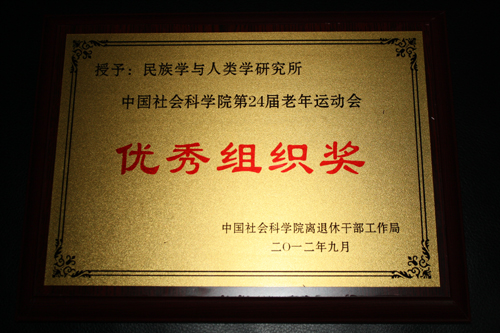 授予：民族学与人类学研究所
中国社会科学院第24届老年运动会
优秀组织奖
中国社会科学院离退休干部工作局
二〇一二年九月